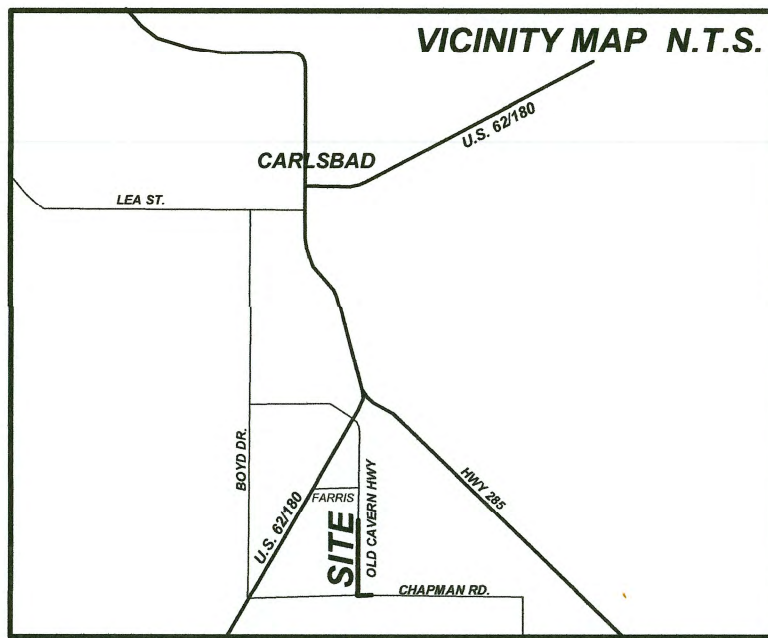 VICINITY MAP N.T.S.
U.S. 62/180
CARLSBAD
LEA ST.
BOYD DR.
U.S. 62/180
FARRIS
SITE
OLD CAVERN HWY
HWY 285
CHAPMAN RD.